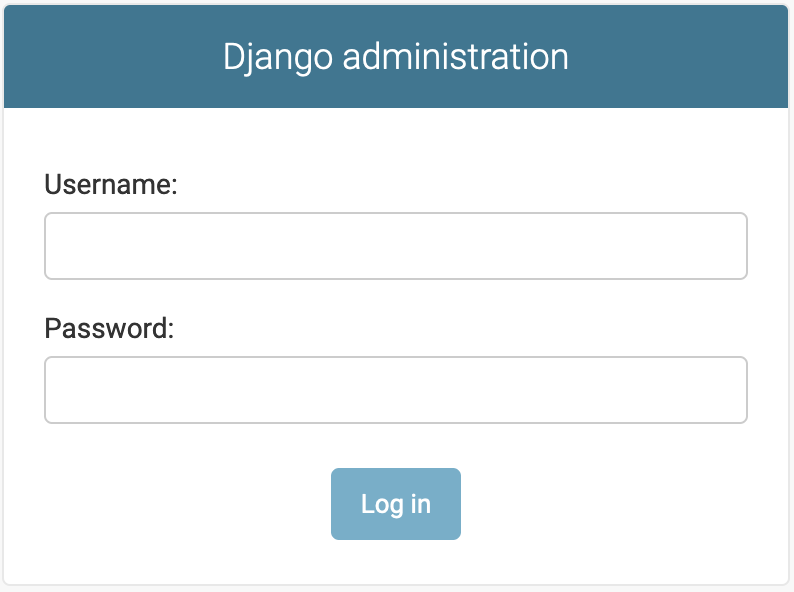 Django administration
Username:
Password:
Log in